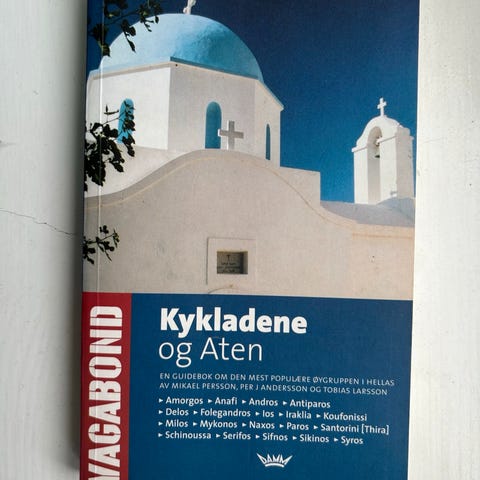 VAGABOND
Kykladene
og Aten
EN GUIDEBOK OM DEN MEST POPULÆRE ØYGRUPPEN I HELLAS
AV MIKAEL PERSSON, PER J ANDERSSON OG TOBIAS LARSSON
▸ Amorgos ▸ Anafi ▸ Andros ▸ Antiparos
▸ Delos ▸ Folegandros ▸ Ios ▸ Iraklia ▸ Koufonissi
▸ Milos ▸ Mykonos ▸ Naxos ▸ Paros ▸ Santorini [Thira]
▸ Schinoussa ▸ Serifos ▸ Sifnos ▸ Sikinos ▸ Syros
DAMM